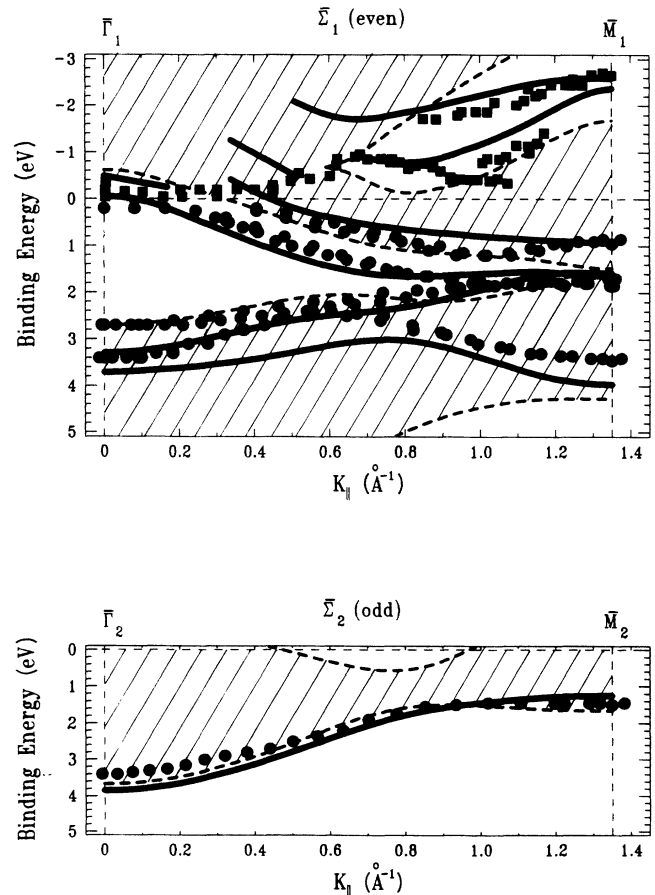 Σ̄₁ (even)
Γ̄₁ M̄₁
-3
-2
-1
0
1
2
3
4
5
Binding Energy (eV)
0 0.2 0.4 0.6 0.8 1.0 1.2 1.4
K∥ (Å⁻¹)
Γ̄₂ Σ̄₂ (odd) M̄₂
0
1
2
3
4
5
Binding Energy (eV)
0 0.2 0.4 0.6 0.8 1.0 1.2 1.4
K∥ (Å⁻¹)